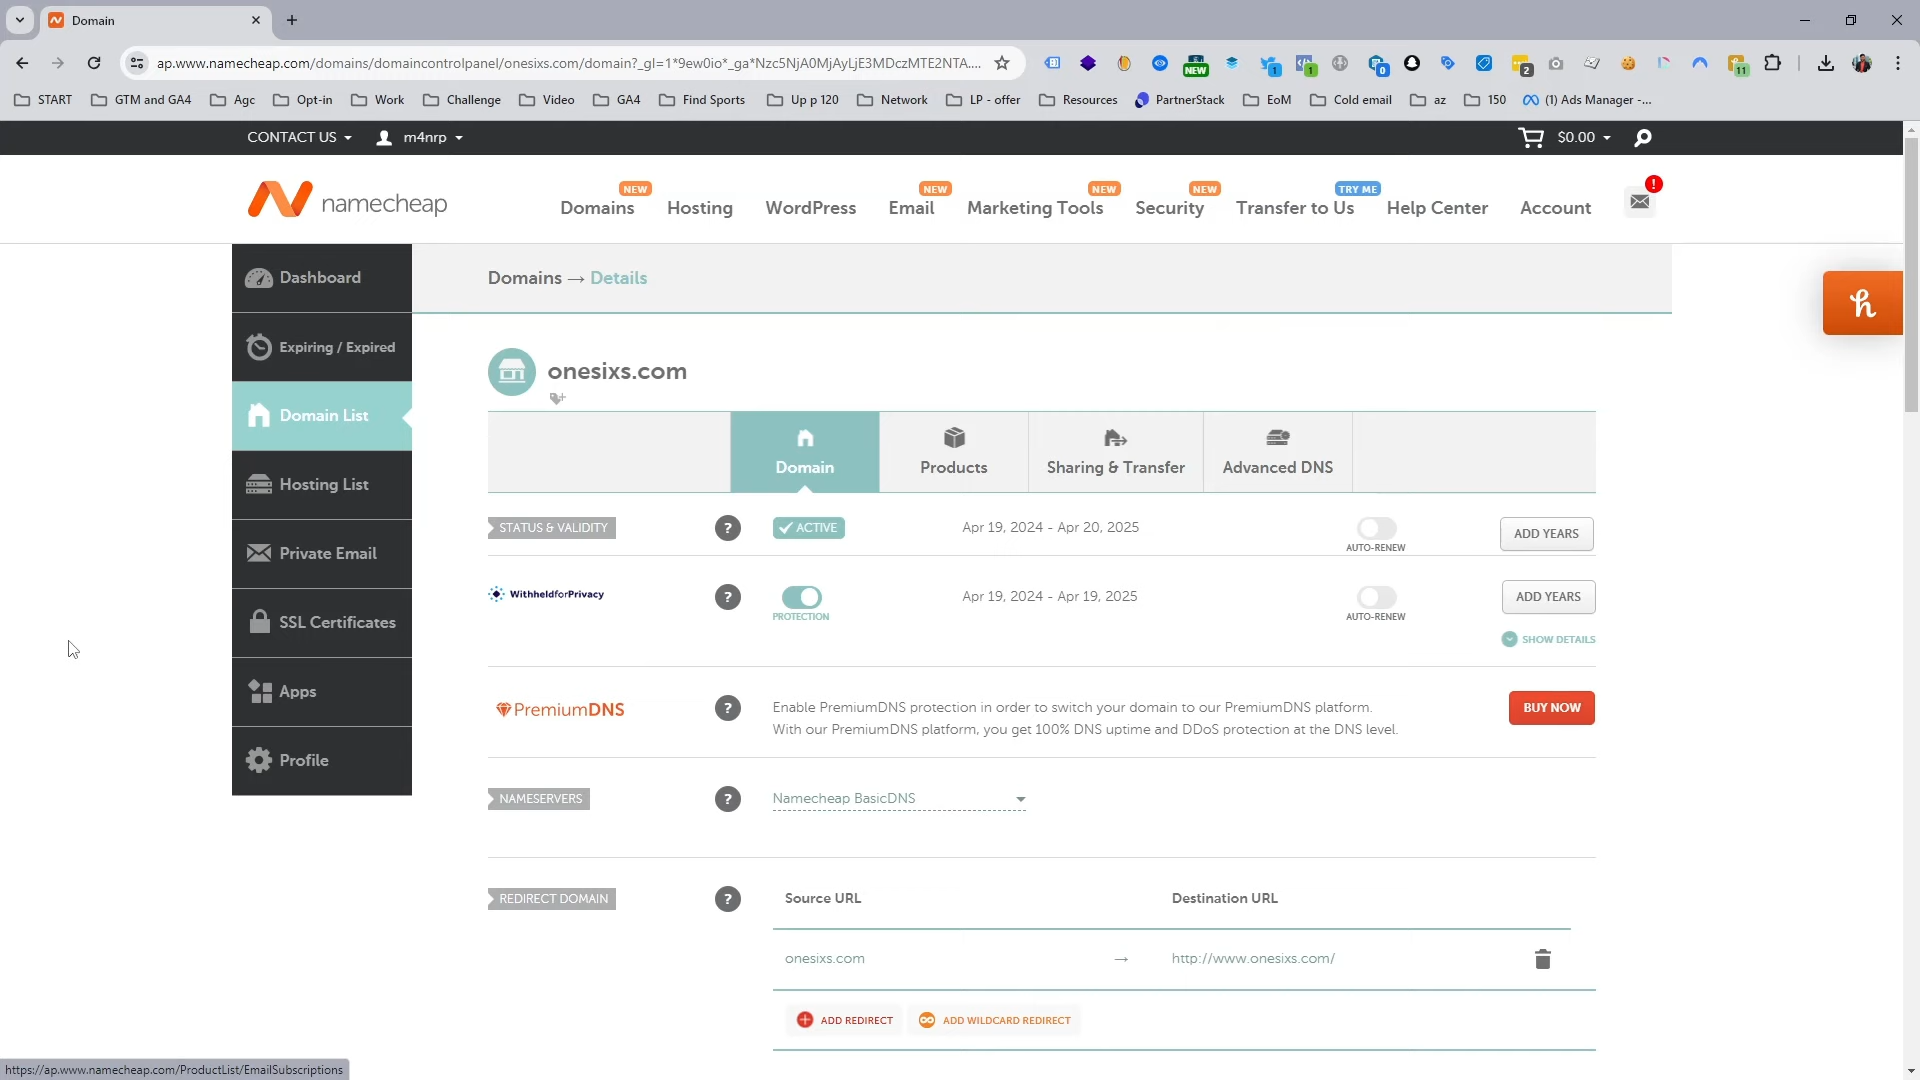 Domain
ap.www.namecheap.com/domains/domaincontrolpanel/onesixs.com/domain?_gl=1*9ew0io*_ga*Nzc5NjA0MjAyLjE3MDczMTE2NTA....
NEW
1
1
0
2
11
START
GTM and GA4
Agc
Opt-in
Work
Challenge
Video
GA4
Find Sports
Up p 120
Network
LP - offer
Resources
PartnerStack
EoM
Cold email
az
150
(1) Ads Manager -...
CONTACT US
m4nrp
$0.00
namecheap
NEW
Domains
Hosting
WordPress
NEW
Email
NEW
Marketing Tools
NEW
Security
TRY ME
Transfer to Us
Help Center
Account
!
Dashboard
Expiring / Expired
Domain List
Hosting List
Private Email
SSL Certificates
Apps
Profile
Domains → Details
onesixs.com
Domain
Products
Sharing & Transfer
Advanced DNS
STATUS & VALIDITY
?
ACTIVE
Apr 19, 2024 - Apr 20, 2025
AUTO-RENEW
ADD YEARS
WithheldforPrivacy
?
PROTECTION
Apr 19, 2024 - Apr 19, 2025
AUTO-RENEW
ADD YEARS
SHOW DETAILS
PremiumDNS
?
Enable PremiumDNS protection in order to switch your domain to our PremiumDNS platform.
With our PremiumDNS platform, you get 100% DNS uptime and DDoS protection at the DNS level.
BUY NOW
NAMESERVERS
?
Namecheap BasicDNS
REDIRECT DOMAIN
?
Source URL
Destination URL
onesixs.com
→
http://www.onesixs.com/
ADD REDIRECT
ADD WILDCARD REDIRECT
https://ap.www.namecheap.com/ProductList/EmailSubscriptions